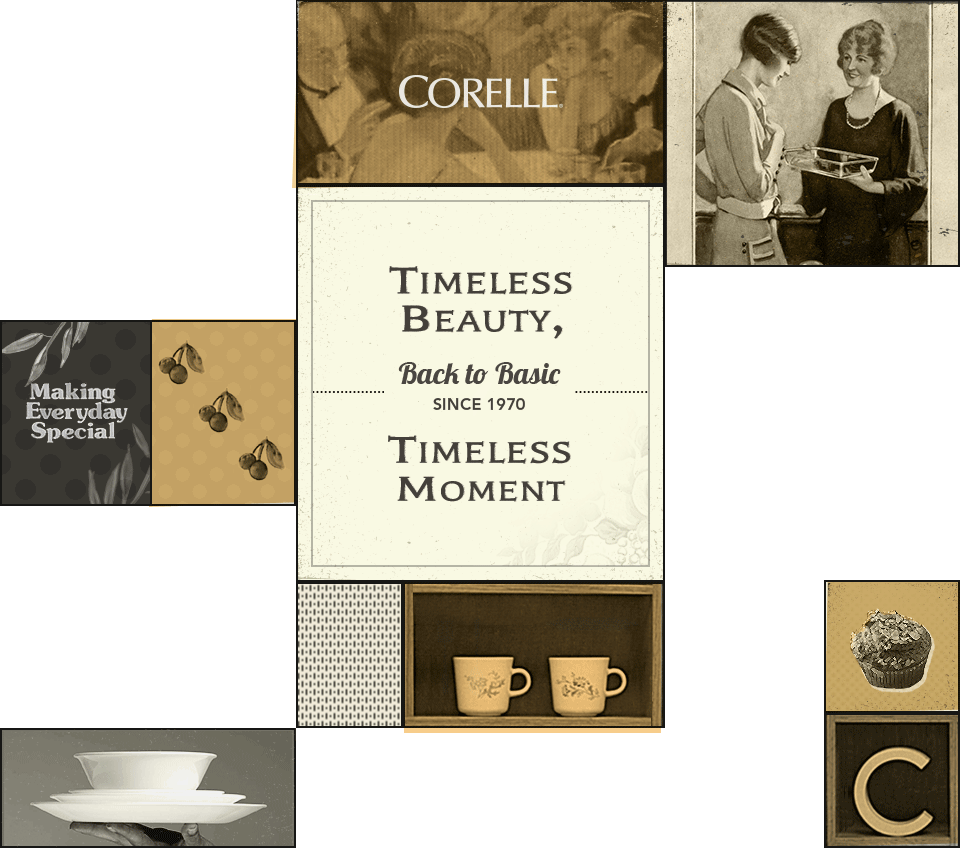 CORELLE
TIMELESS
BEAUTY,
Back to Basic
SINCE 1970
TIMELESS
MOMENT
Making
Everyday
Special
C